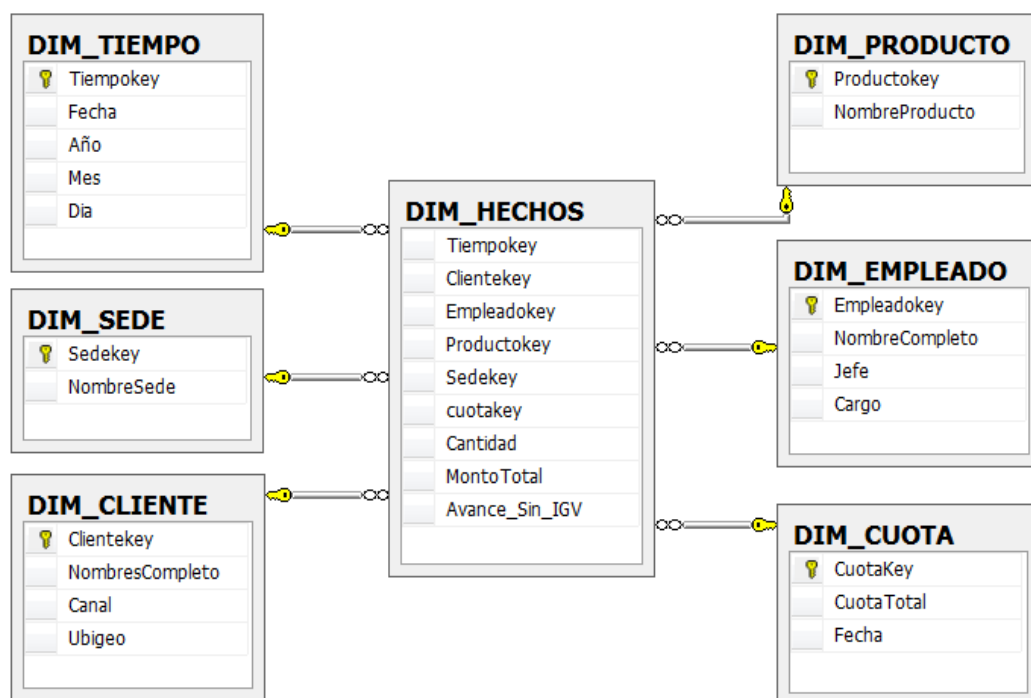 DIM_TIEMPO
Tiempokey
Fecha
Año
Mes
Dia
DIM_SEDE
Sedekey
NombreSede
DIM_CLIENTE
Clientekey
NombresCompleto
Canal
Ubigeo
DIM_HECHOS
Tiempokey
Clientekey
Empleadokey
Productokey
Sedekey
cuotakey
Cantidad
MontoTotal
Avance_Sin_IGV
DIM_PRODUCTO
Productokey
NombreProducto
DIM_EMPLEADO
Empleadokey
NombreCompleto
Jefe
Cargo
DIM_CUOTA
CuotaKey
CuotaTotal
Fecha